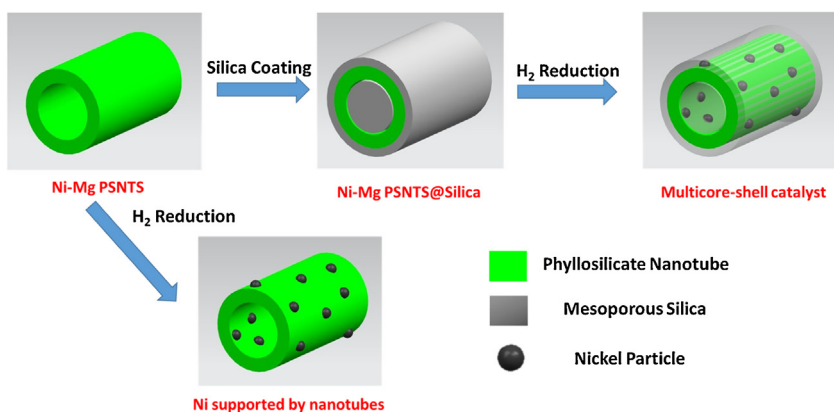 Silica Coating
H₂ Reduction
Ni-Mg PSNTS
Ni-Mg PSNTS@Silica
Multicore-shell catalyst
H₂ Reduction
Phyllosilicate Nanotube
Mesoporous Silica
Nickel Particle
Ni supported by nanotubes